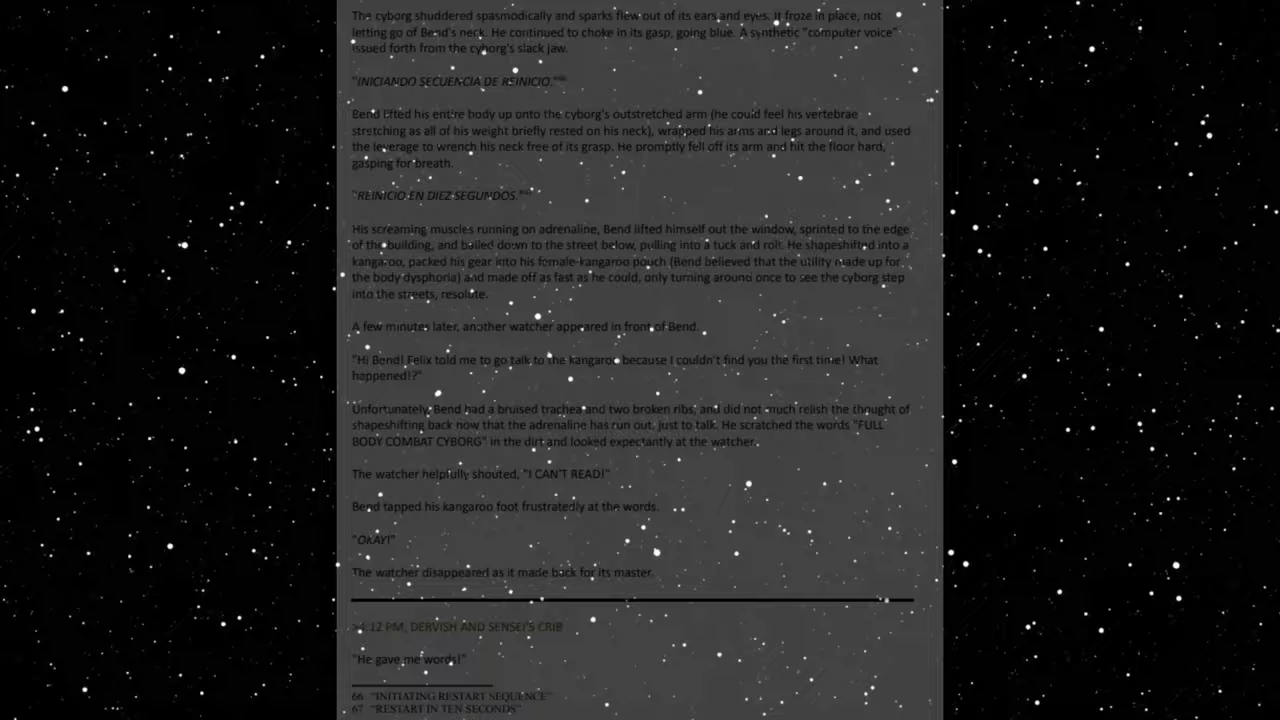 The cyborg shuddered spasmodically and sparks flew out of its ears and eyes. It froze in place, not
letting go of Bend's neck. He continued to choke in its gasp, going blue. A synthetic "computer voice"
issued forth from the cyborg's slack jaw.
"INICIANDO SECUENCIA DE REINICIO."66
Bend lifted his entire body up onto the cyborg's outstretched arm (he could feel his vertebrae
stretching as all of his weight briefly rested on his neck), wrapped his arms and legs around it, and used
the leverage to wrench his neck free of its grasp. He promptly fell off its arm and hit the floor hard,
gasping for breath.
"REINICIO EN DIEZ SEGUNDOS."67
His screaming muscles running on adrenaline, Bend lifted himself out the window, sprinted to the edge
of the building, and bailed down to the street below, pulling into a tuck and roll. He shapeshifted into a
kangaroo, packed his gear into his female-kangaroo pouch (Bend believed that the utility made up for
the body dysphoria) and made off as fast as he could, only turning around once to see the cyborg step
into the streets, resolute.
A few minutes later, another watcher appeared in front of Bend.
"Hi Bend! Felix told me to go talk to the kangaroo because I couldn't find you the first time! What
happened!?"
Unfortunately, Bend had a bruised trachea and two broken ribs, and did not much relish the thought of
shapeshifting back now that the adrenaline has run out, just to talk. He scratched the words "FULL
BODY COMBAT CYBORG" in the dirt and looked expectantly at the watcher.
The watcher helpfully shouted, "I CAN'T READ!"
Bend tapped his kangaroo foot frustratedly at the words.
"OKAY!"
The watcher disappeared as it made back for its master.
>4:12 PM, DERVISH AND SENSEI'S CRIB
"He gave me words!"
66 "INITIATING RESTART SEQUENCE"
67 "RESTART IN TEN SECONDS"